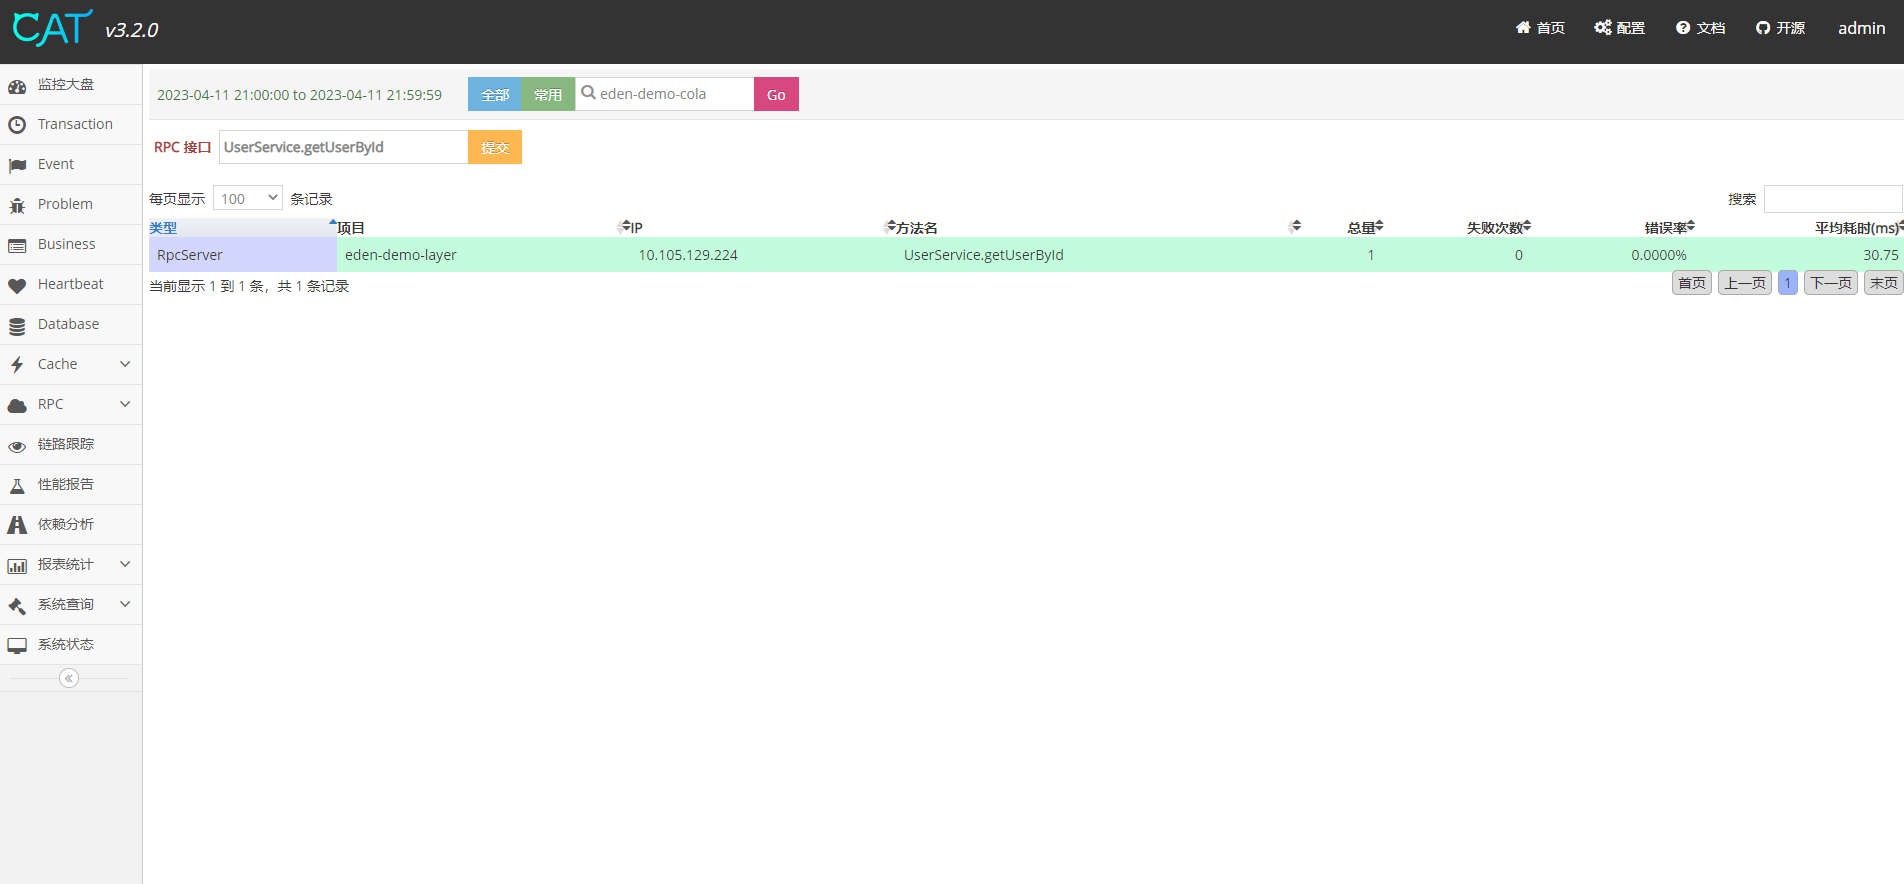 CAT v3.2.0
首页 配置 文档 开源 admin
监控大盘
Transaction
Event
Problem
Business
Heartbeat
Database
Cache
RPC
链路跟踪
性能报告
依赖分析
报表统计
系统查询
系统状态
2023-04-11 21:00:00 to 2023-04-11 21:59:59 全部 常用 eden-demo-cola Go
RPC 接口 UserService.getUserById 提交
每页显示 100 条记录 搜索
类型 项目 IP 方法名 总量 失败次数 错误率 平均耗时(ms)
RpcServer eden-demo-layer 10.105.129.224 UserService.getUserById 1 0 0.0000% 30.75
当前显示 1 到 1 条，共 1 条记录 首页 上一页 1 下一页 末页